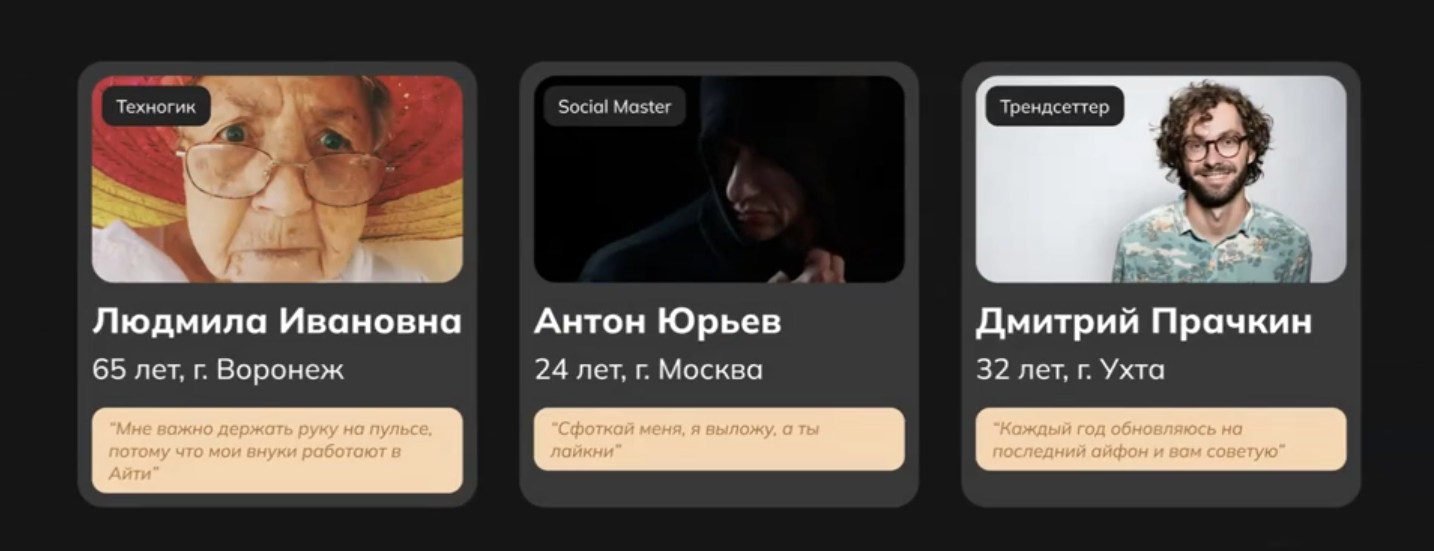 Техногик
Людмила Ивановна
65 лет, г. Воронеж
“Мне важно держать руку на пульсе,
потому что мои внуки работают в
Айти”
Social Master
Антон Юрьев
24 лет, г. Москва
“Сфоткай меня, я выложу, а ты
лайкни”
Трендсеттер
Дмитрий Прачкин
32 лет, г. Ухта
“Каждый год обновляюсь на
последний айфон и вам советую”